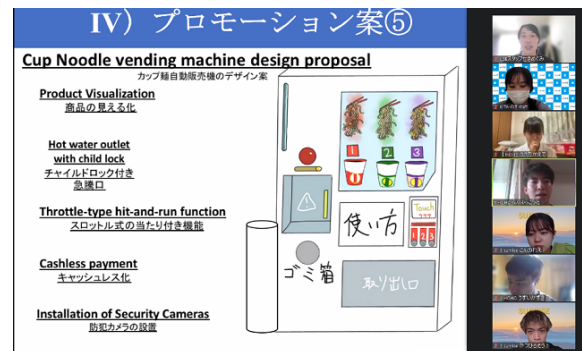 IV）プロモーション案⑤
Cup Noodle vending machine design proposal
カップ麺自動販売機のデザイン案
Product Visualization
商品の見える化
Hot water outlet
with child lock
チャイルドロック付き
急騰口
Throttle-type hit-and-run function
スロットル式の当たり付き機能
Cashless payment
キャッシュレス化
Installation of Security Cameras
防犯カメラの設置
1 2 3
使い方
Touch
???
1 2 3
ゴミ箱
取り出し口